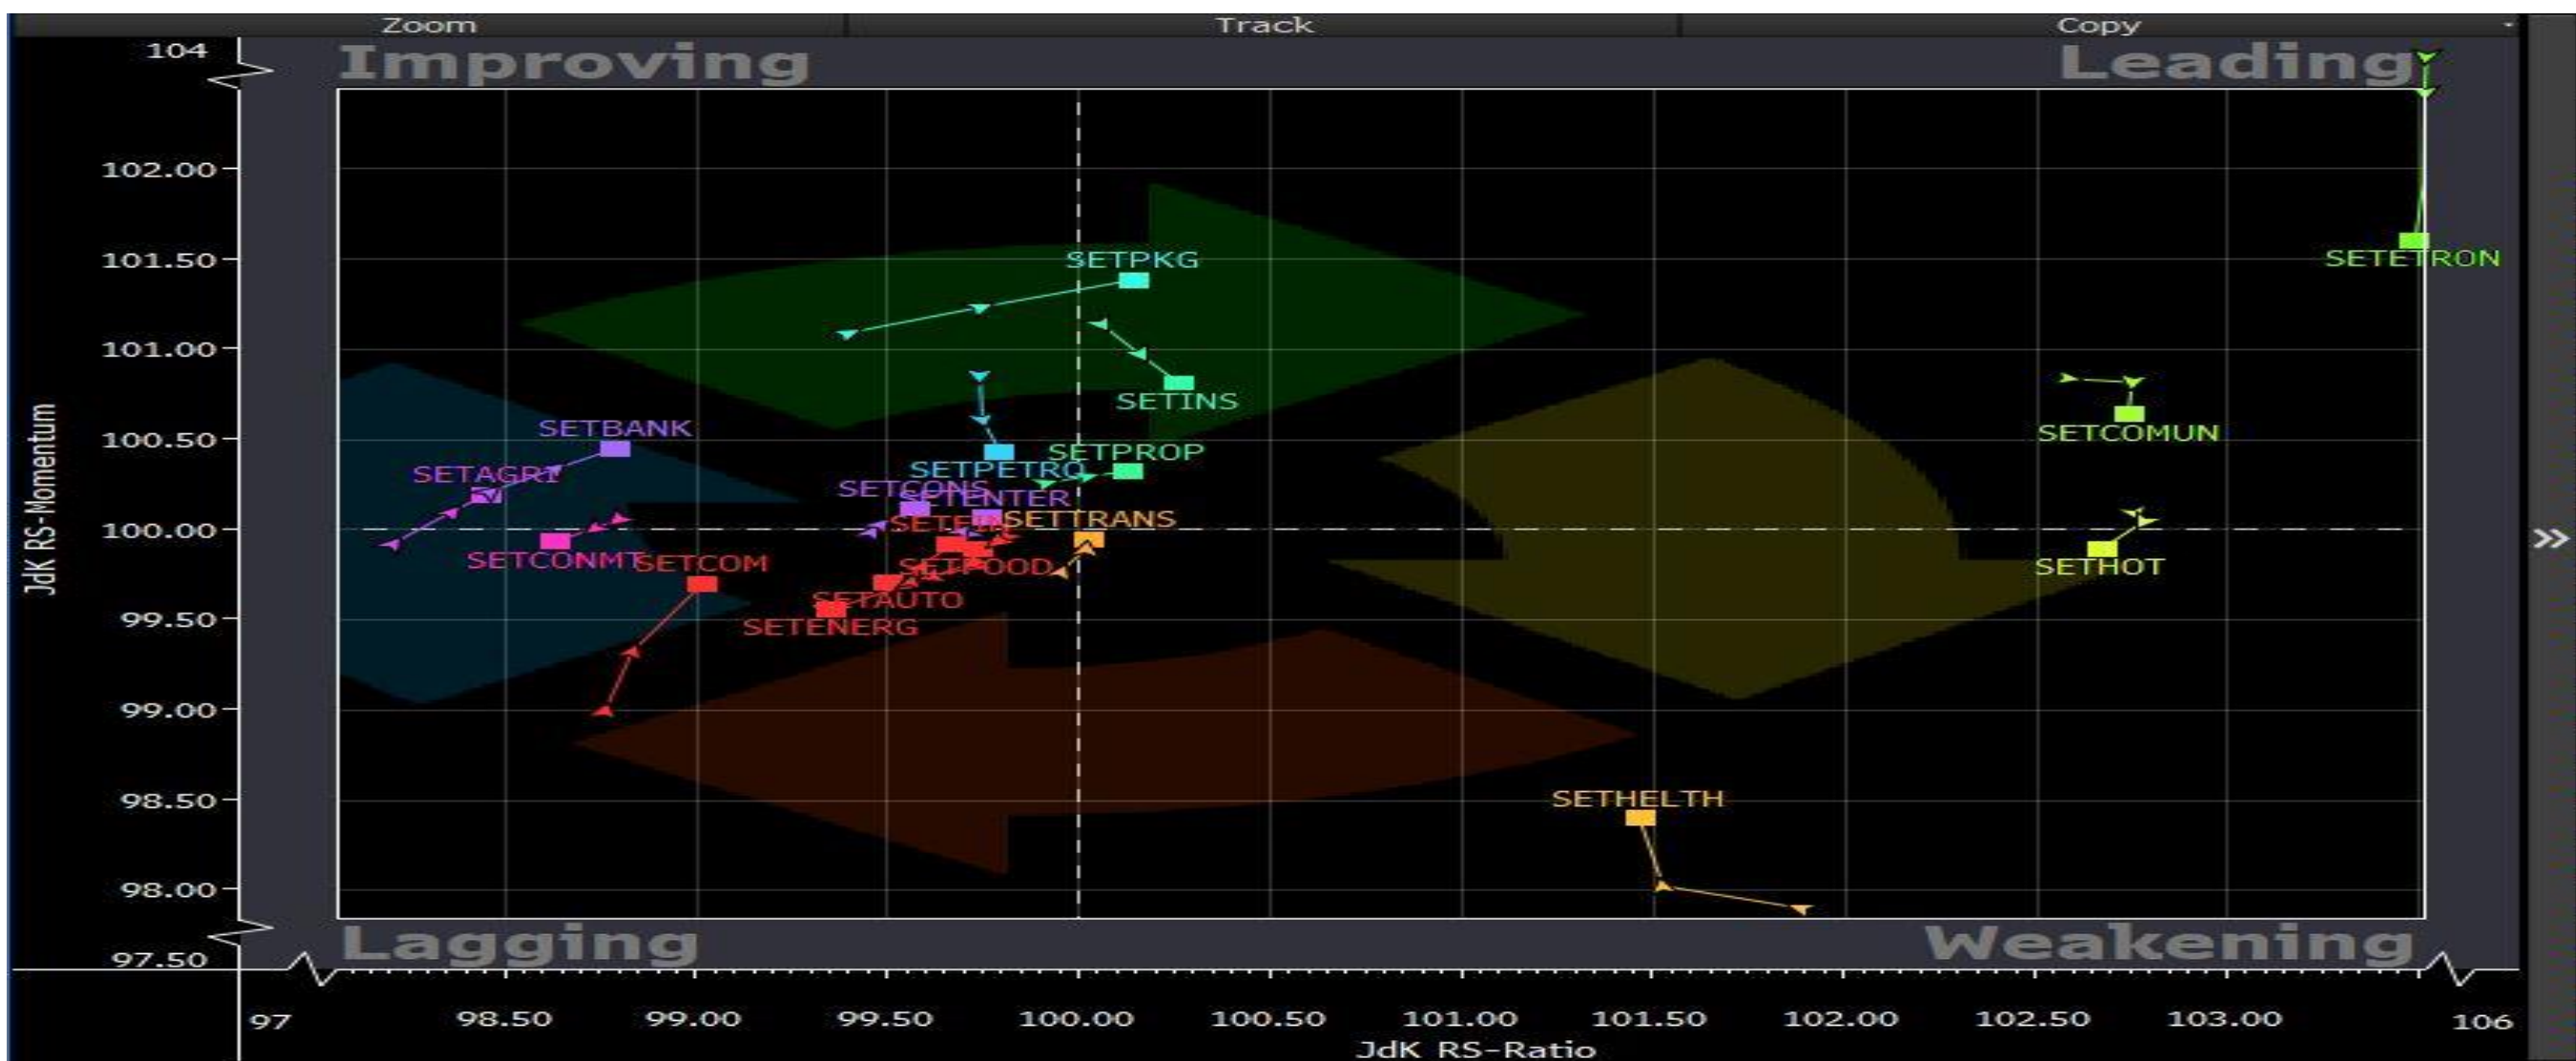 Zoom Track Copy
104
Improving Leading
102.00
SETPKG
101.50
SETETRON
101.00
SETINS
SETBANK
SETCOMUN
100.50
SETPROP
SETAGRI
SETPETRO
SETCONS
SETENTER
SETFIN
SETTRANS
100.00
SETCONMT
SETCOM
SETFOOD
SETHOT
SETAUTO
99.50
SETENERG
99.00
SETHELTH
98.50
98.00
Lagging Weakening
97.50
JdK RS-Momentum
97 98.50 99.00 99.50 100.00 100.50 101.00 101.50 102.00 102.50 103.00 106
JdK RS-Ratio